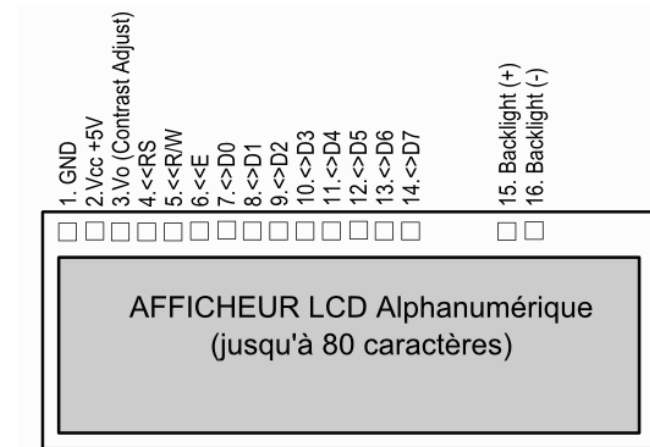 1. GND
2.Vcc +5V
3.Vo (Contrast Adjust)
4.<<RS
5.<<R/W
6.<<E
7.<>D0
8.<>D1
9.<>D2
10.<>D3
11.<>D4
12.<>D5
13.<>D6
14.<>D7
15. Backlight (+)
16. Backlight (-)
AFFICHEUR LCD Alphanumérique
(jusqu'à 80 caractères)